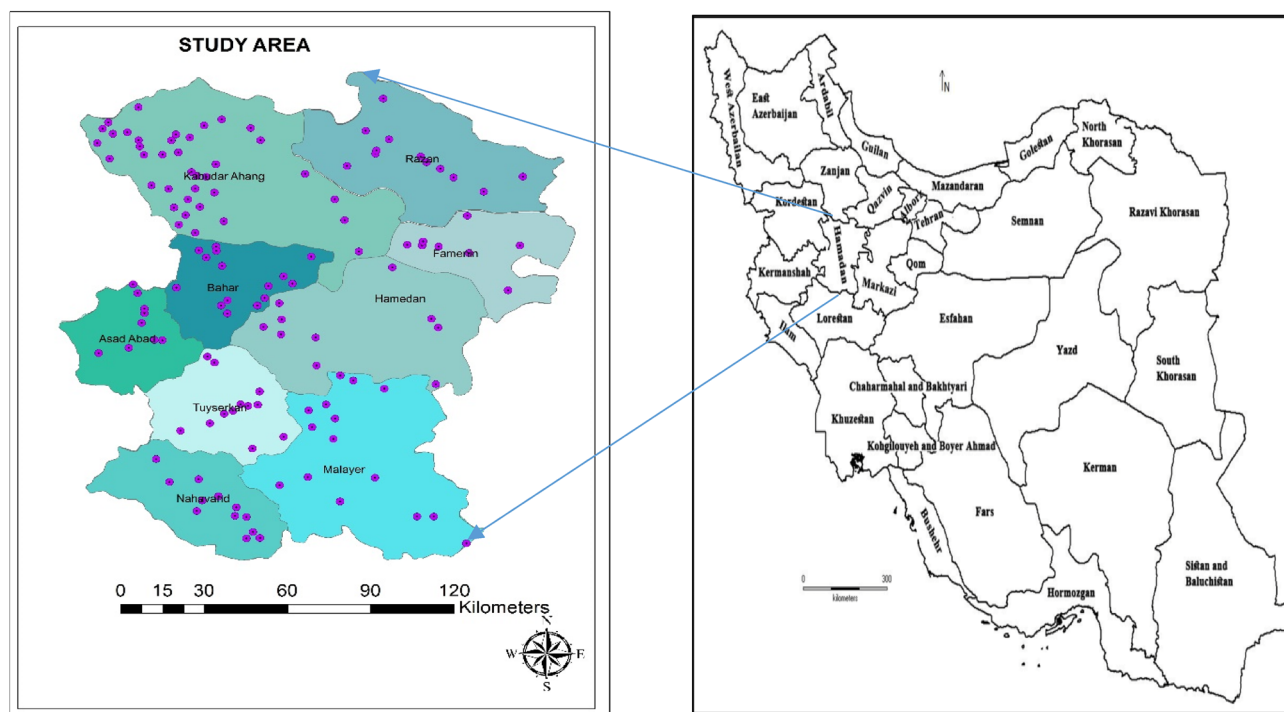 STUDY AREA
Razan
Kabudar Ahang
Famenin
Bahar
Hamedan
Asad Abad
Tuyserkan
Malayer
Nahavand
0 15 30 60 90 120
Kilometers
N
W E
S
N
West Azerbaijan
East
Azerbaijan
Ardabil
Guilan
Golestan
North
Khorasan
Zanjan
Mazandaran
Kordestan
Qazvin
Alborz
Tehran
Semnan
Razavi Khorasan
Hamadan
Qom
Kermanshah
Markazi
Ilam
Lorestan
Esfahan
Yazd
South
Khorasan
Chaharmahal and Bakhtyari
Khuzestan
Kohgilouyeh and Boyer Ahmad
Kerman
Fars
Bushehr
Sistan and
Baluchistan
Hormozgan
0 300
kilometers